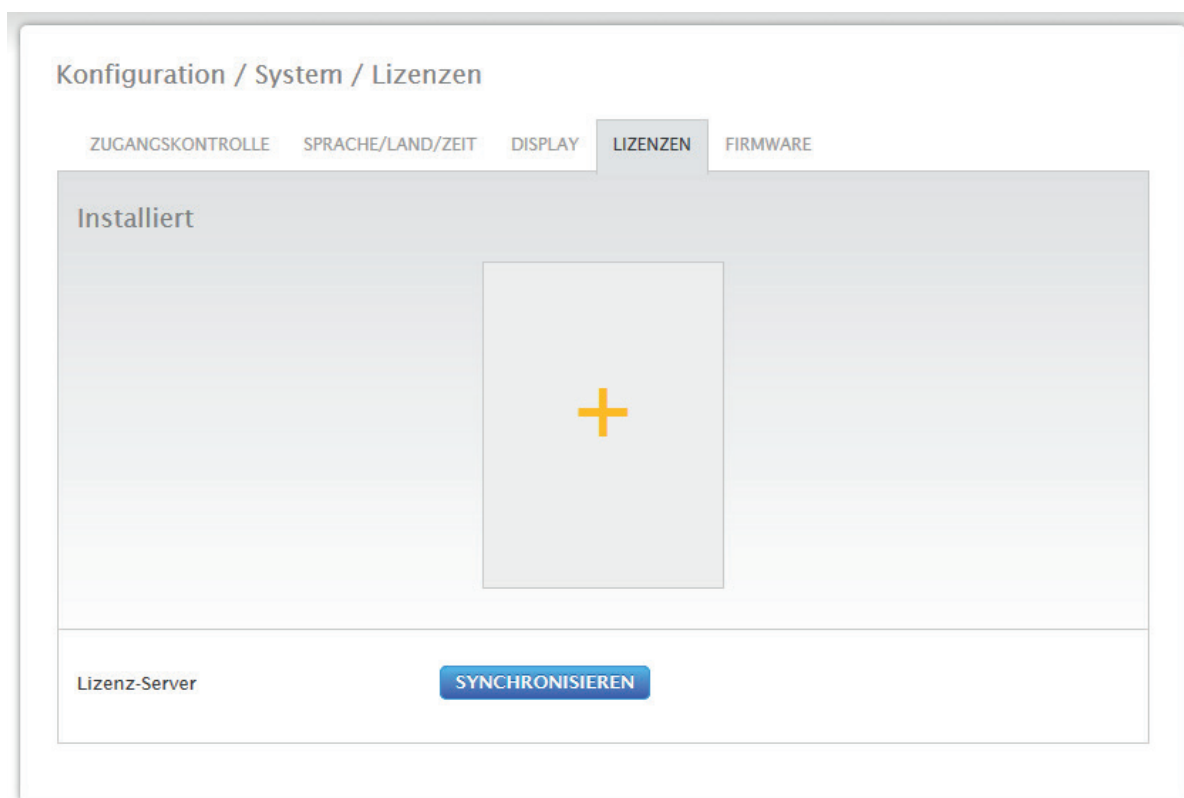 Konfiguration / System / Lizenzen
ZUGANGSKONTROLLE SPRACHE/LAND/ZEIT DISPLAY LIZENZEN FIRMWARE
Installiert
+
Lizenz-Server SYNCHRONISIEREN